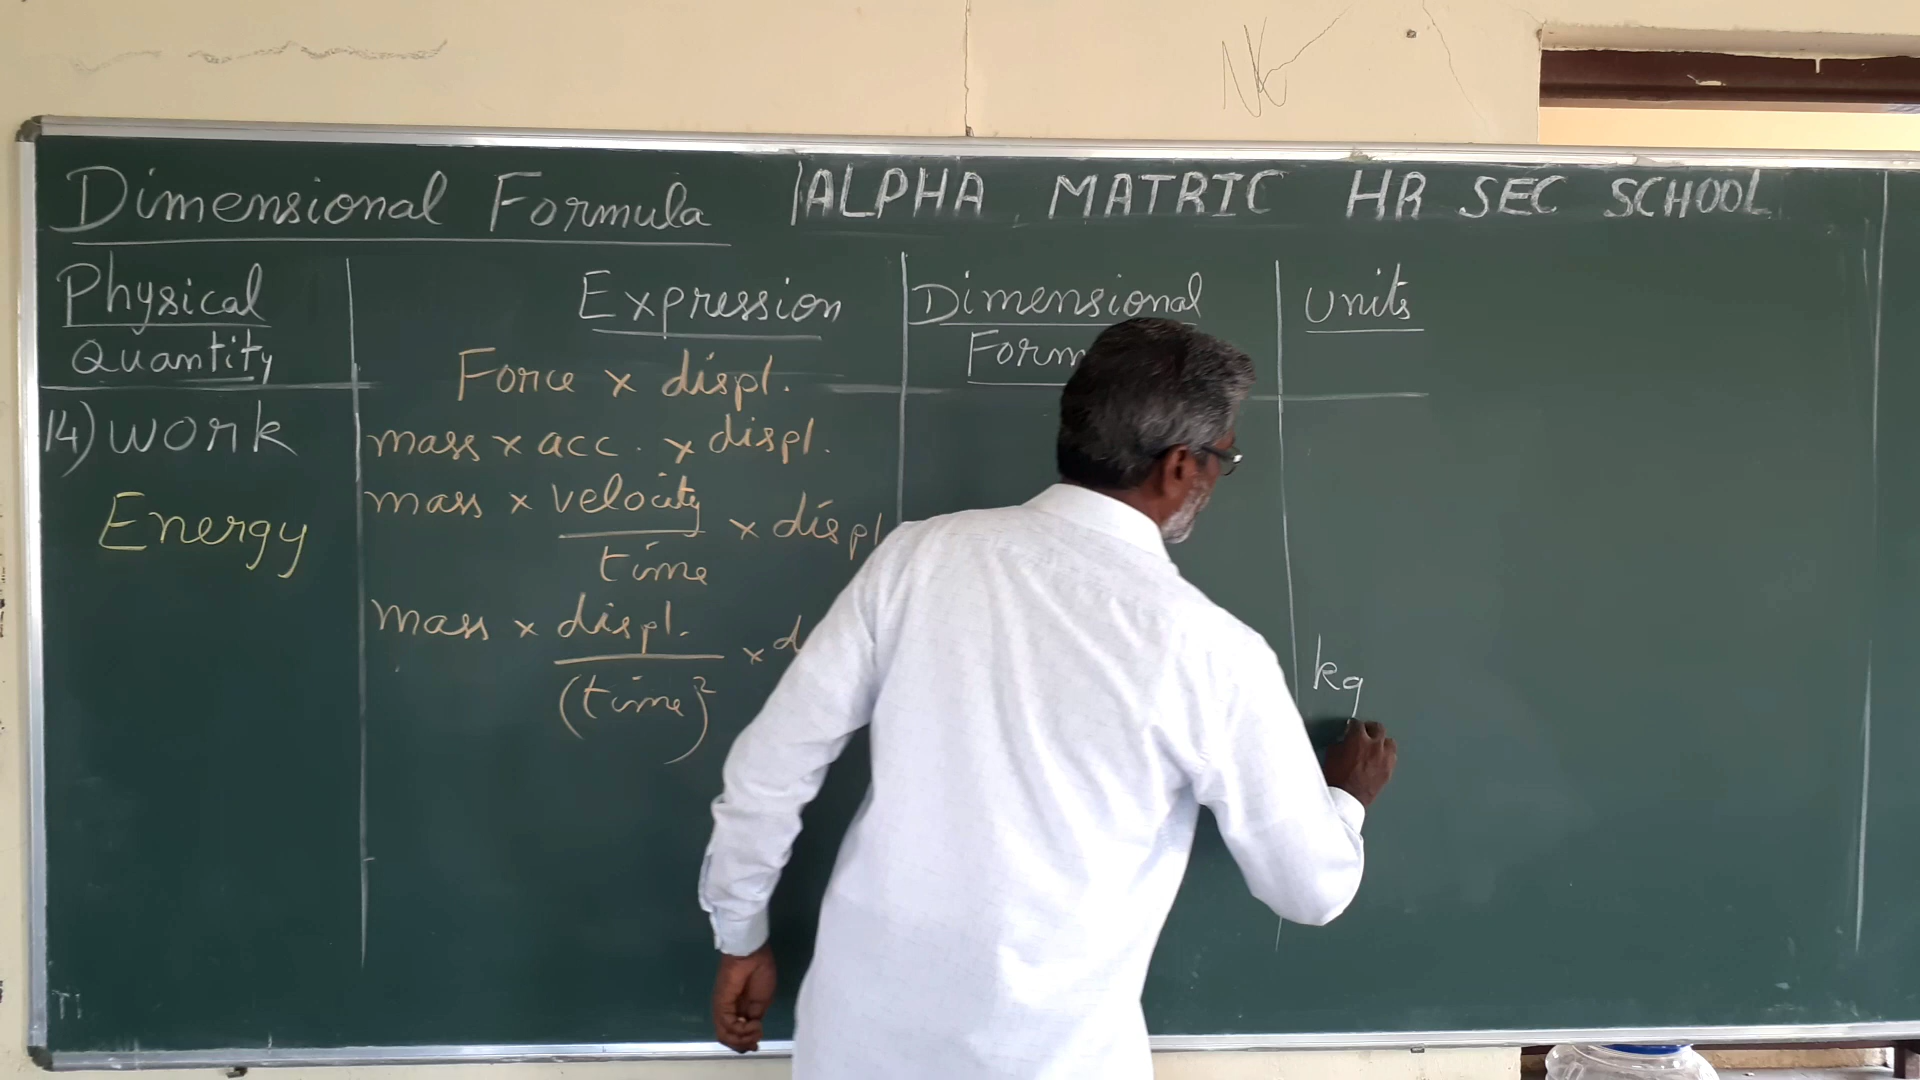 Dimensional Formula | ALPHA MATRIC HR SEC SCHOOL
Physical Quantity
Expression
Dimensional
Units
Force × displ.
14) Work
mass × acc. × displ.
Energy
mass × velocity / time × displ
mass × displ. / (time)² ×
kg